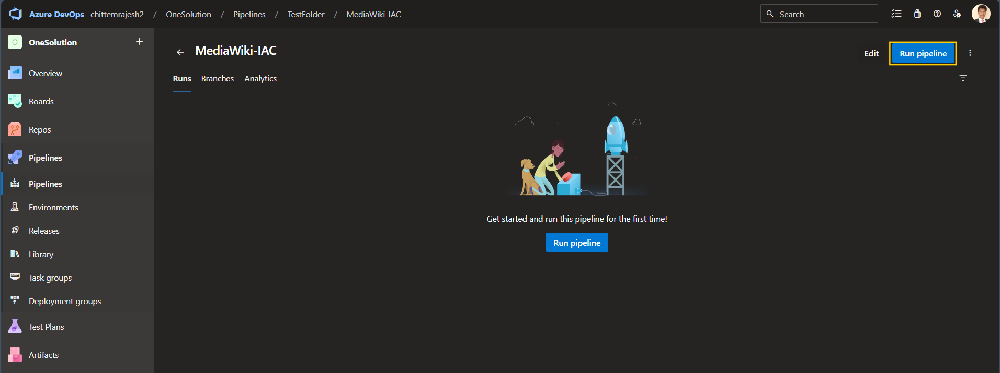 Azure DevOps chittemrajesh2 / OneSolution / Pipelines / TestFolder / MediaWiki-IAC
Search
O OneSolution +
Overview
Boards
Repos
Pipelines
Pipelines
Environments
Releases
Library
Task groups
Deployment groups
Test Plans
Artifacts
MediaWiki-IAC
Edit Run pipeline
Runs Branches Analytics
Get started and run this pipeline for the first time!
Run pipeline